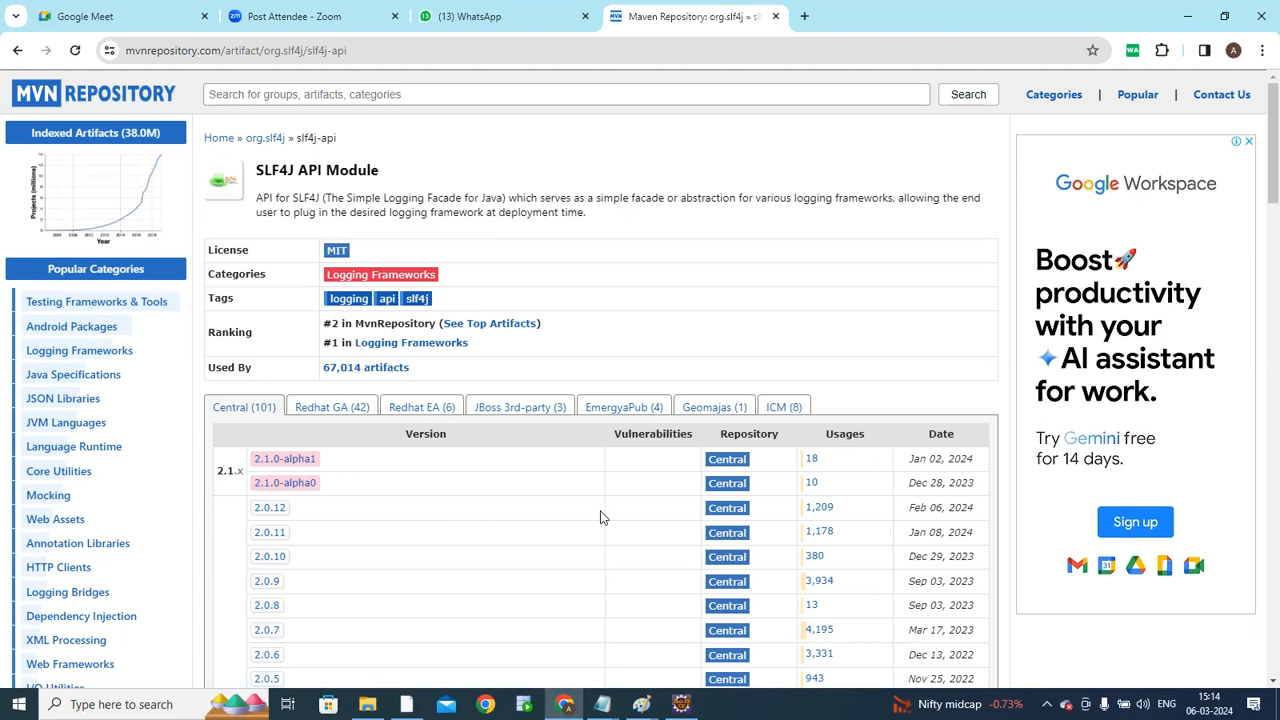 Google Meet
Post Attendee - Zoom
(13) WhatsApp
Maven Repository: org.slf4j » slf
mvnrepository.com/artifact/org.slf4j/slf4j-api
WA
A
MVN REPOSITORY
Search for groups, artifacts, categories
Search
Categories | Popular | Contact Us
Indexed Artifacts (38.0M)
Projects (millions)
Year
Popular Categories
Testing Frameworks & Tools
Android Packages
Logging Frameworks
Java Specifications
JSON Libraries
JVM Languages
Language Runtime
Core Utilities
Mocking
Web Assets
Annotation Libraries
HTTP Clients
Logging Bridges
Dependency Injection
XML Processing
Web Frameworks
I/O Utilities
Home » org.slf4j » slf4j-api
SLF4J API Module
API for SLF4J (The Simple Logging Facade for Java) which serves as a simple facade or abstraction for various logging frameworks, allowing the end
user to plug in the desired logging framework at deployment time.
License MIT
Categories Logging Frameworks
Tags logging api slf4j
Ranking #2 in MvnRepository (See Top Artifacts)
#1 in Logging Frameworks
Used By 67,014 artifacts
Central (101) Redhat GA (42) Redhat EA (6) JBoss 3rd-party (3) EmergyaPub (4) Geomajas (1) ICM (8)
Version Vulnerabilities Repository Usages Date
2.1.x
2.1.0-alpha1 Central 18 Jan 02, 2024
2.1.0-alpha0 Central 10 Dec 28, 2023
2.0.12 Central 1,209 Feb 06, 2024
2.0.11 Central 1,178 Jan 08, 2024
2.0.10 Central 380 Dec 29, 2023
2.0.9 Central 3,934 Sep 03, 2023
2.0.8 Central 13 Sep 03, 2023
2.0.7 Central 4,195 Mar 17, 2023
2.0.6 Central 3,331 Dec 13, 2022
2.0.5 Central 943 Nov 25, 2022
Google Workspace
Boost🚀
productivity
with your
AI assistant
for work.
Try Gemini free
for 14 days.
Sign up
Type here to search
Nifty midcap -0.73%
ENG
15:14
06-03-2024